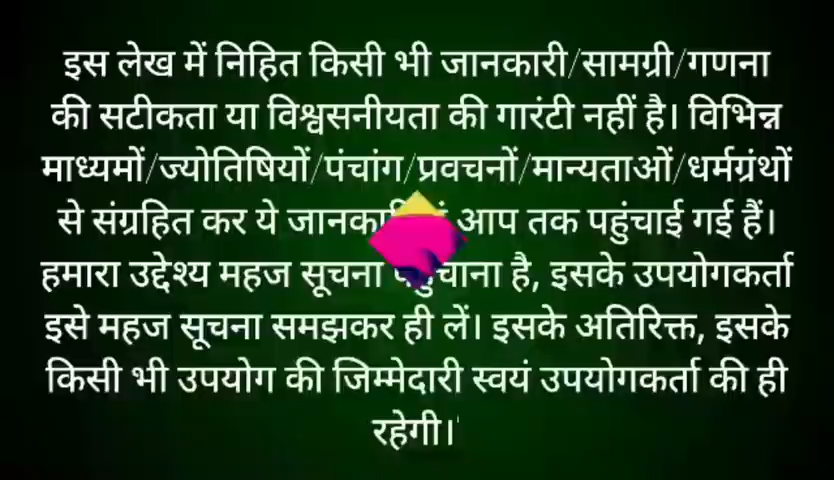 इस लेख में निहित किसी भी जानकारी/सामग्री/गणना
की सटीकता या विश्वसनीयता की गारंटी नहीं है। विभिन्न
माध्यमों/ज्योतिषियों/पंचांग/प्रवचनों/मान्यताओं/धर्मग्रंथों
से संग्रहित कर ये आप तक पहुंचाई गई हैं।
हमारा उद्देश्य महज सूचना है, इसके उपयोगकर्ता
इसे महज सूचना समझकर ही लें। इसके अतिरिक्त, इसके
किसी भी उपयोग की जिम्मेदारी स्वयं उपयोगकर्ता की ही
रहेगी।'